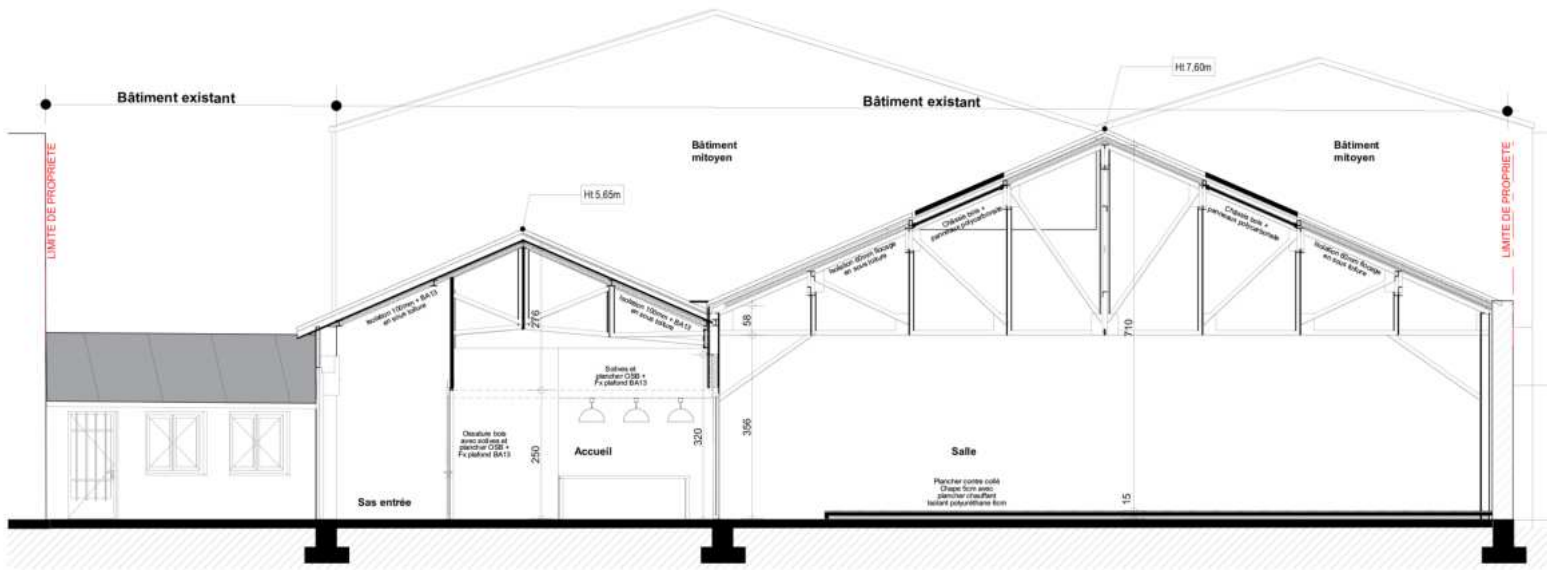 Ht 7,60m
Bâtiment existant
Bâtiment existant
LIMITE DE PROPRIETE
Bâtiment
mitoyen
Bâtiment
mitoyen
LIMITE DE PROPRIETE
Ht 5,65m
Châssis bois +
panneaux polycarbonate
Châssis bois +
panneaux polycarbonate
Isolation 60mm flocage
en sous toiture
Isolation 60mm flocage
en sous toiture
Isolation 100mm + BA13
en sous toiture
Isolation 100mm + BA13
en sous toiture
276
58
710
Solives et
plancher OSB +
Fx plafond BA13
Ossature bois
avec solives et
plancher OSB +
Fx plafond BA13
250
Accueil
320
356
Salle
Sas entrée
Plancher contre collé
Chape 5cm avec
plancher chauffant
Isolant polyuréthane 6cm
15